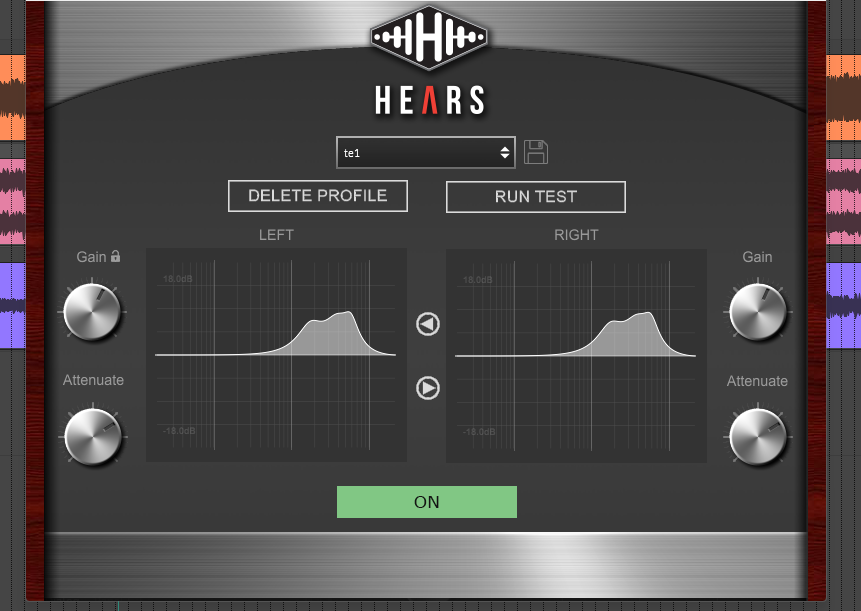 HEARS
te1
DELETE PROFILE
RUN TEST
LEFT
RIGHT
Gain
Gain
18.0dB
18.0dB
Attenuate
Attenuate
-18.0dB
-18.0dB
ON